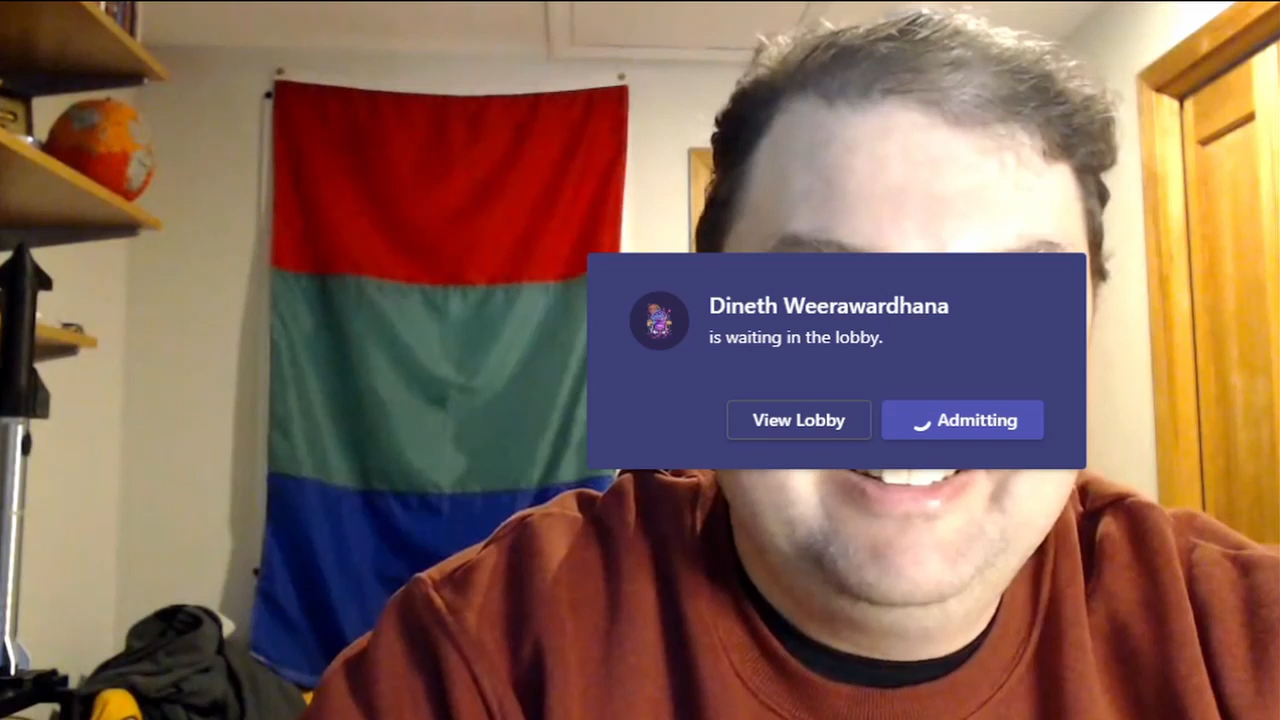 Dineth Weerawardhana
is waiting in the lobby.
View Lobby
Admitting